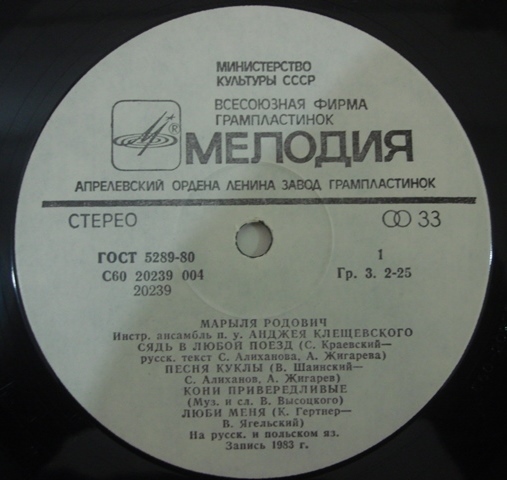 МИНИСТЕРСТВО
КУЛЬТУРЫ СССР
ВСЕСОЮЗНАЯ ФИРМА
ГРАМПЛАСТИНОК
® МЕЛОДИЯ
АПРЕЛЕВСКИЙ ОРДЕНА ЛЕНИНА ЗАВОД ГРАМПЛАСТИНОК
СТЕРЕО 33
ГОСТ 5289-80 1
С60 20239 004 Гр. 3. 2-25
20239
МАРЫЛЯ РОДОВИЧ
Инстр. ансамбль п. у. АНДЖЕЯ КЛЕЩЕВСКОГО
СЯДЬ В ЛЮБОЙ ПОЕЗД (С. Краевский—
русск. текст С. Алиханова, А. Жигарева)
ПЕСНЯ КУКЛЫ (В. Шаинский—
С. Алиханов, А. Жигарев)
КОНИ ПРИВЕРЕДЛИВЫЕ
(Муз. и сл. В. Высоцкого)
ЛЮБИ МЕНЯ (К. Гертнер—
В. Ягельский)
На русск. и польском яз.
Запись 1983 г.